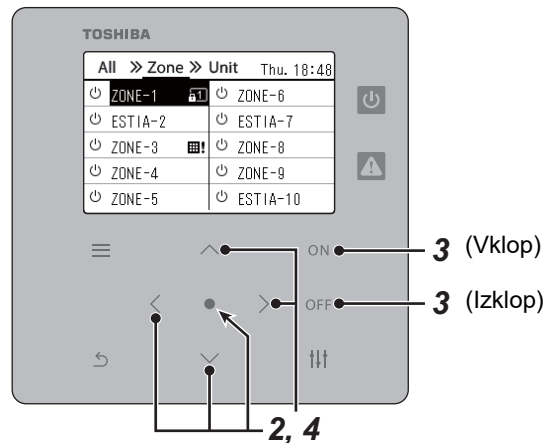 TOSHIBA
All » Zone » Unit Thu. 18:48
ZONE-1 1 ZONE-6
ESTIA-2 ESTIA-7
ZONE-3 ! ZONE-8
ZONE-4 ZONE-9
ZONE-5 ESTIA-10
ON 3 (Vklop)
OFF 3 (Izklop)
2, 4